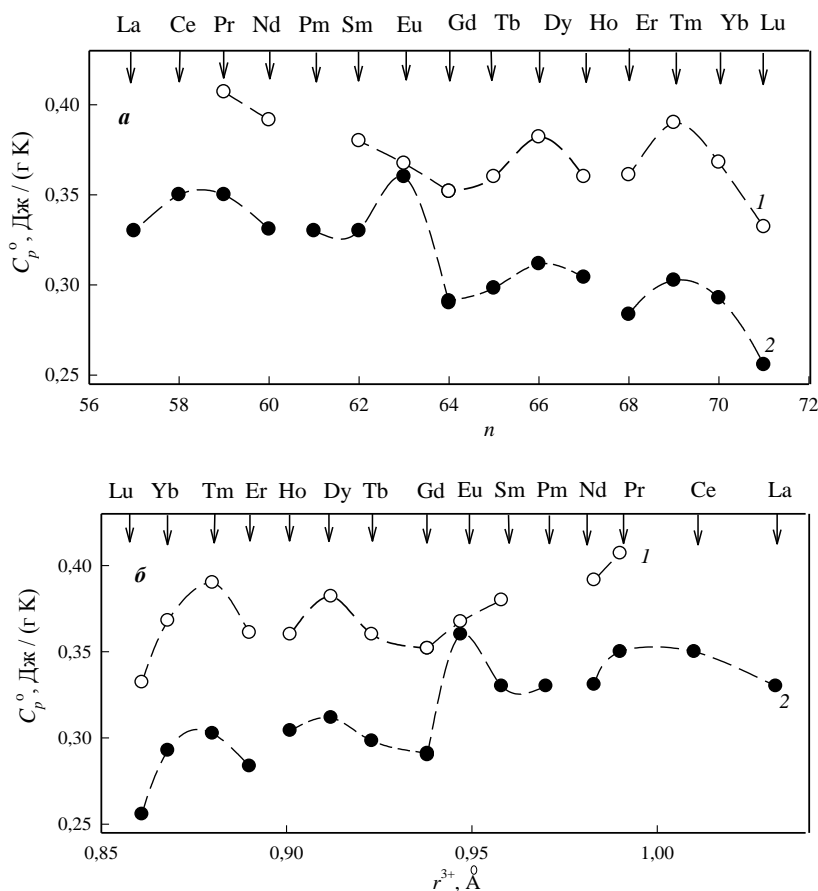 La Ce Pr Nd Pm Sm Eu Gd Tb Dy Ho Er Tm Yb Lu
а
0,40
0,35
0,30
0,25
C_p^o, Дж / (г К)
1
2
56 58 60 62 64 66 68 70 72
n
Lu Yb Tm Er Ho Dy Tb Gd Eu Sm Pm Nd Pr Ce La
б
1
0,40
0,35
0,30
0,25
C_p^o, Дж / (г К)
2
0,85 0,90 0,95 1,00
r^3+, Å